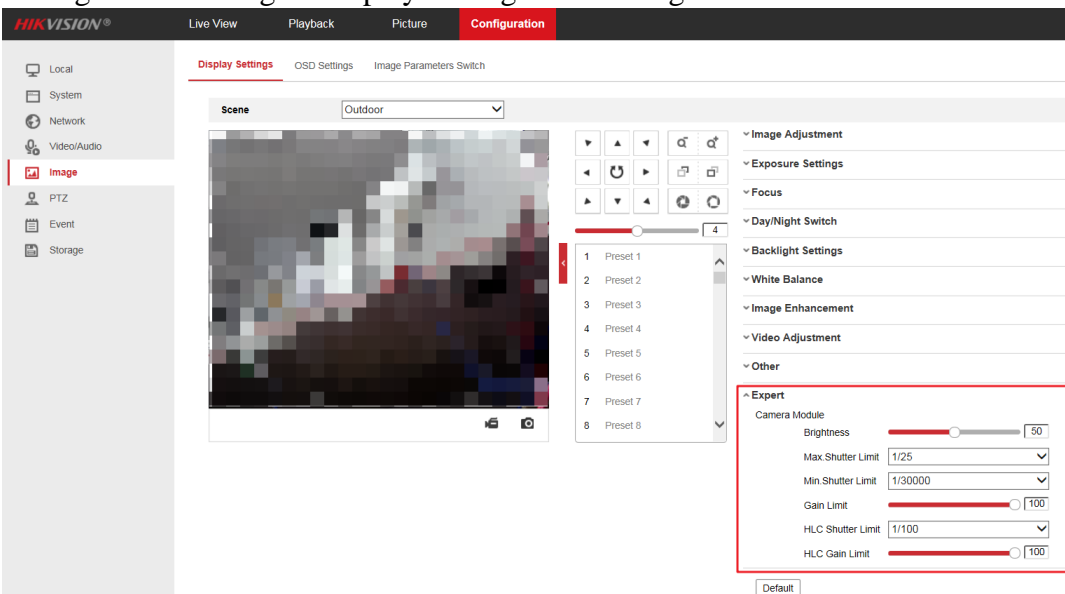 HIKVISION®
Live View
Playback
Picture
Configuration
Local
System
Network
Video/Audio
Image
PTZ
Event
Storage
Display Settings
OSD Settings
Image Parameters Switch
Scene
Outdoor
4
1 Preset 1
2 Preset 2
3 Preset 3
4 Preset 4
5 Preset 5
6 Preset 6
7 Preset 7
8 Preset 8
Image Adjustment
Exposure Settings
Focus
Day/Night Switch
Backlight Settings
White Balance
Image Enhancement
Video Adjustment
Other
Expert
Camera Module
Brightness 50
Max.Shutter Limit 1/25
Min.Shutter Limit 1/30000
Gain Limit 100
HLC Shutter Limit 1/100
HLC Gain Limit 100
Default